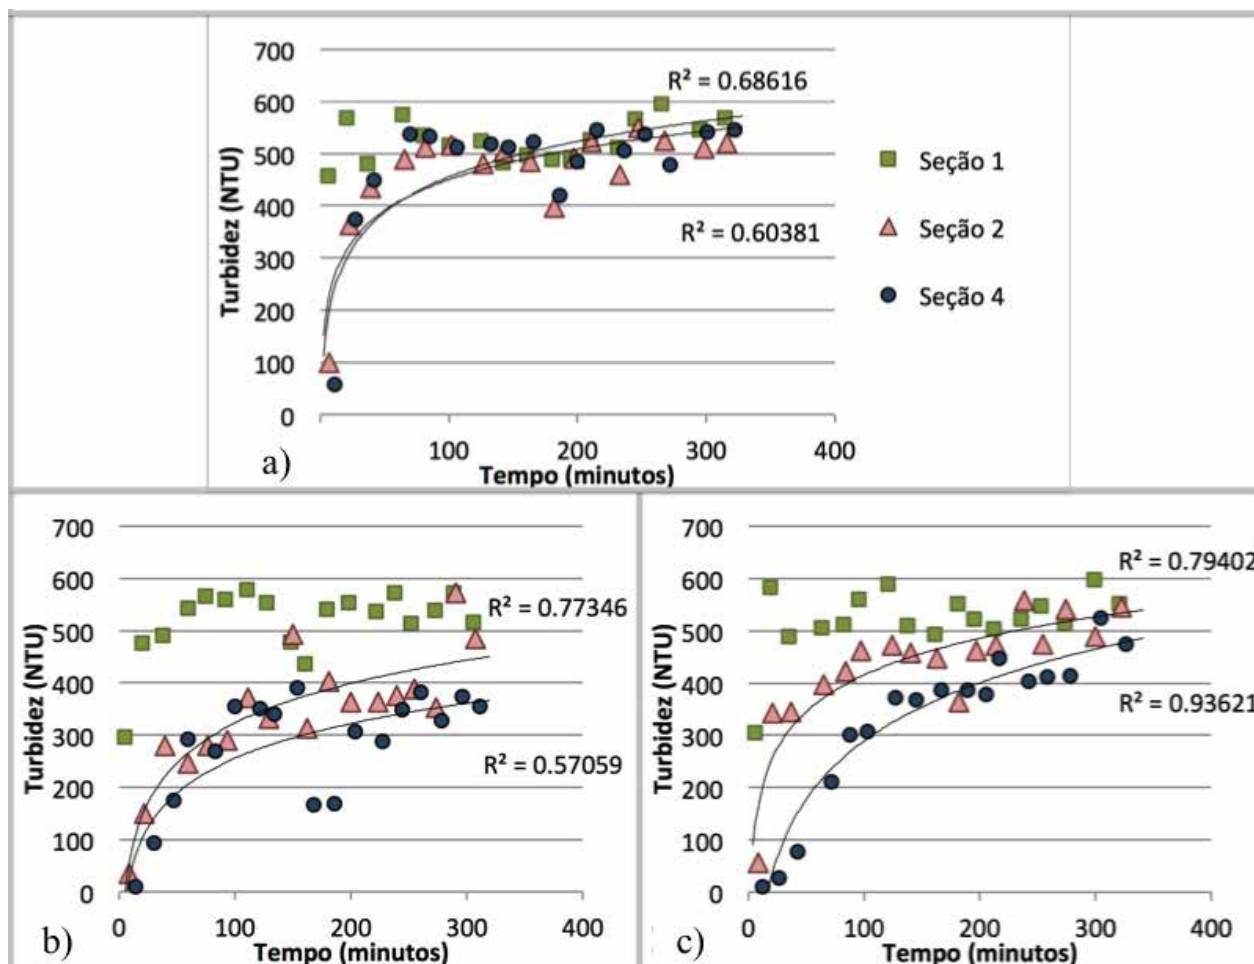 700
600
500
400
300
200
100
0
Turbidez (NTU)
R² = 0.68616
R² = 0.60381
100
200
300
400
Tempo (minutos)
a)
Seção 1
Seção 2
Seção 4
700
600
500
400
300
200
100
0
Turbidez (NTU)
R² = 0.77346
R² = 0.57059
0
100
200
300
400
Tempo (minutos)
b)
700
600
500
400
300
200
100
0
Turbidez (NTU)
R² = 0.79402
R² = 0.93621
0
100
200
300
400
Tempo (minutos)
c)